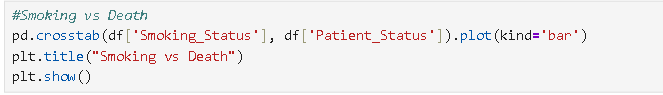 #Smoking vs Death
pd.crosstab(df['Smoking_Status'], df['Patient_Status']).plot(kind='bar')
plt.title("Smoking vs Death")
plt.show()